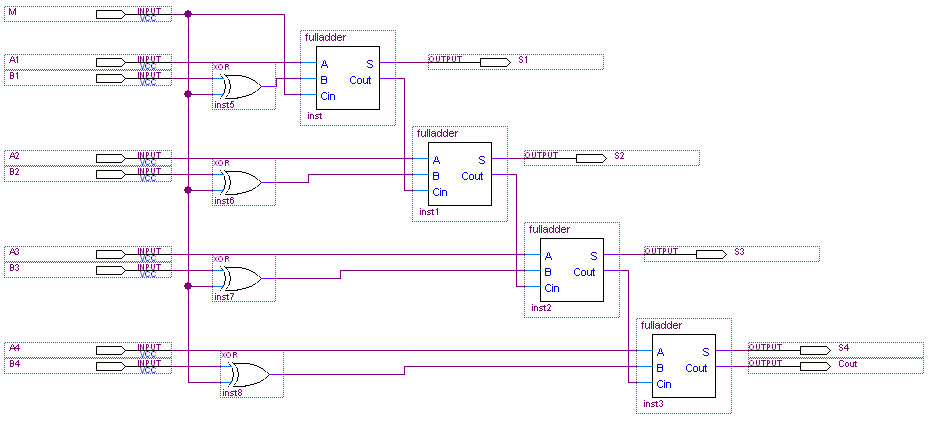 M INPUT VCC
fulladder
A1 INPUT VCC A S OUTPUT S1
XOR
B1 INPUT VCC B Cout
Cin
inst5
inst
fulladder
A2 INPUT VCC A S OUTPUT S2
XOR
B2 INPUT VCC B Cout
Cin
inst6
inst1
fulladder
A3 INPUT VCC A S OUTPUT S3
XOR
B3 INPUT VCC B Cout
Cin
inst7
inst2
fulladder
A4 INPUT VCC A S OUTPUT S4
XOR
B4 INPUT VCC B Cout OUTPUT Cout
Cin
inst8
inst3